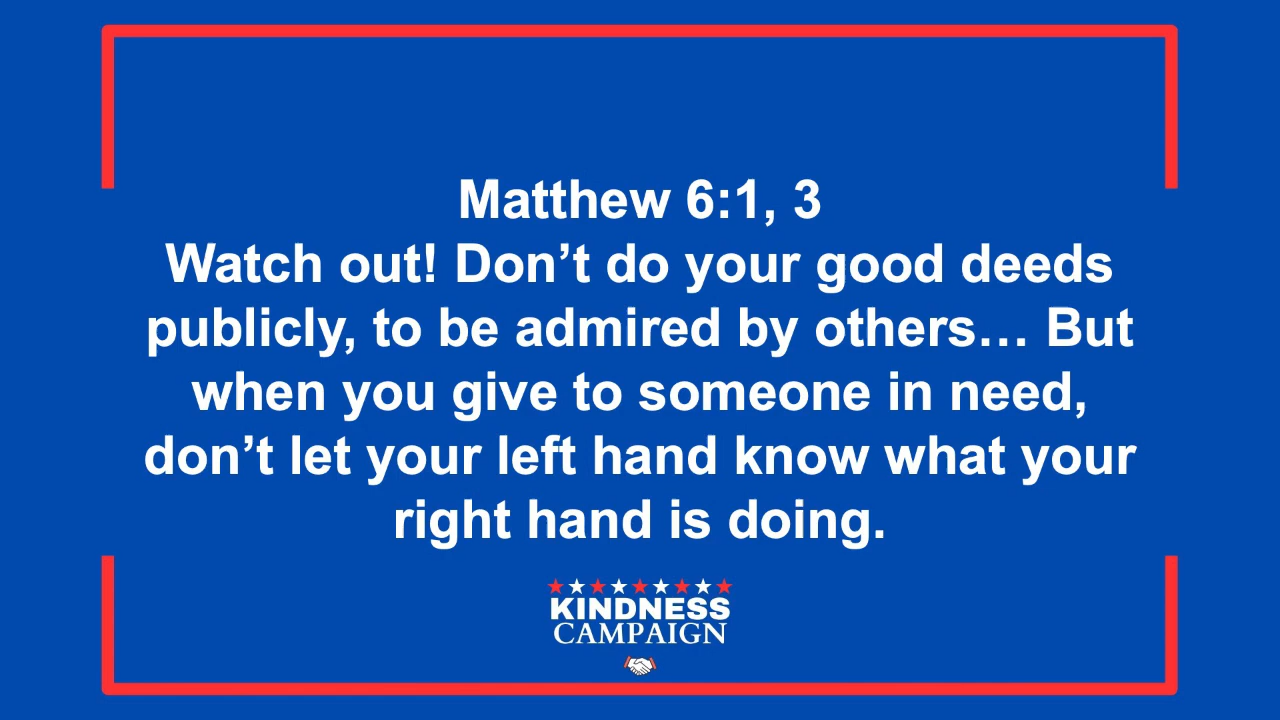 Matthew 6:1, 3
Watch out! Don’t do your good deeds
publicly, to be admired by others… But
when you give to someone in need,
don’t let your left hand know what your
right hand is doing.
KINDNESS
CAMPAIGN